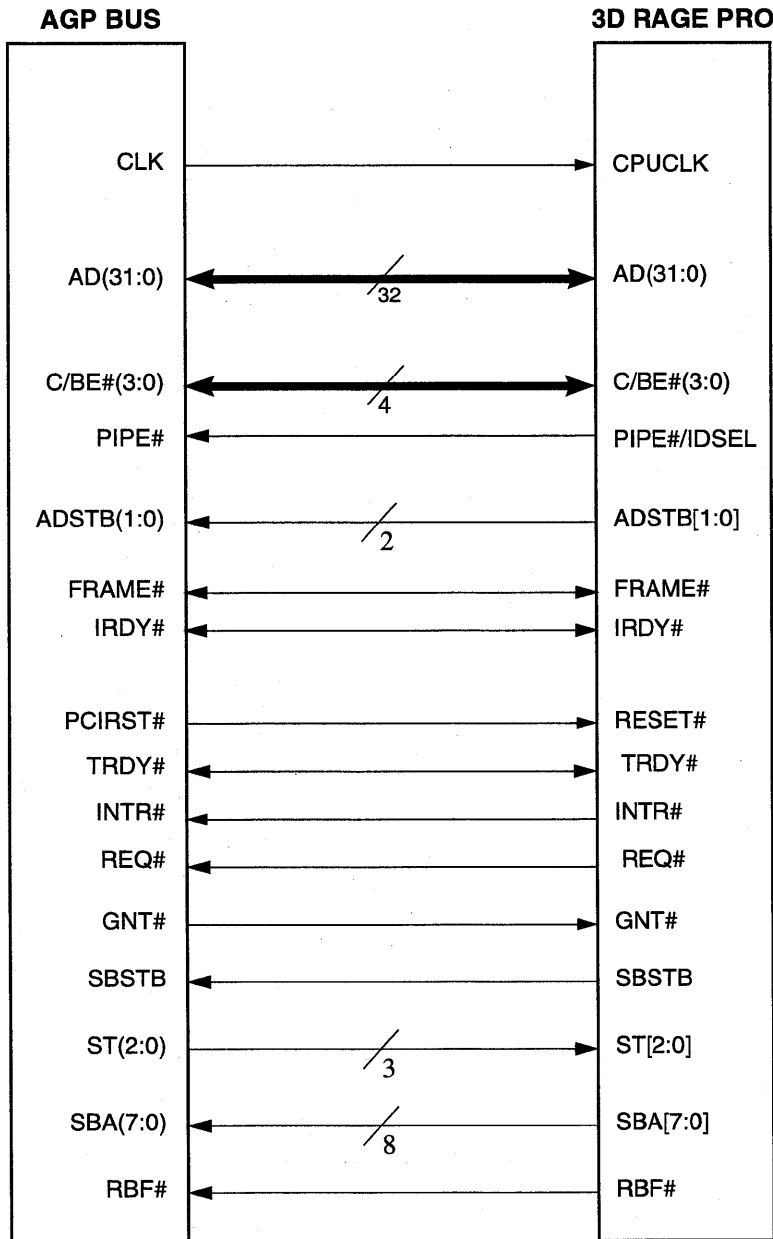 AGP BUS 3D RAGE PRO
CLK CPUCLK
AD(31:0) 32 AD(31:0)
C/BE#(3:0) 4 C/BE#(3:0)
PIPE# PIPE#/IDSEL
ADSTB(1:0) 2 ADSTB[1:0]
FRAME# FRAME#
IRDY# IRDY#
PCIRST# RESET#
TRDY# TRDY#
INTR# INTR#
REQ# REQ#
GNT# GNT#
SBSTB SBSTB
ST(2:0) 3 ST[2:0]
SBA(7:0) 8 SBA[7:0]
RBF# RBF#